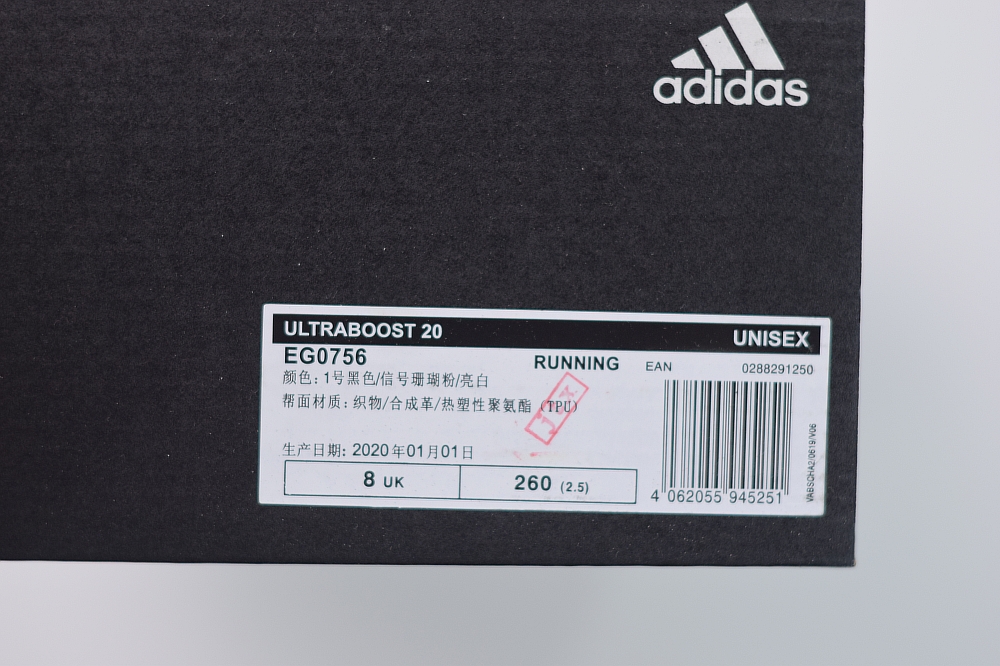 adidas
ULTRABOOST 20 UNISEX
EG0756 RUNNING EAN 0288291250
颜色: 1号黑色/信号珊瑚粉/亮白
帮面材质: 织物/合成革/热塑性聚氨酯 (TPU)
生产日期: 2020年01月01日
8 UK 260 (2.5)
4 062055 945251